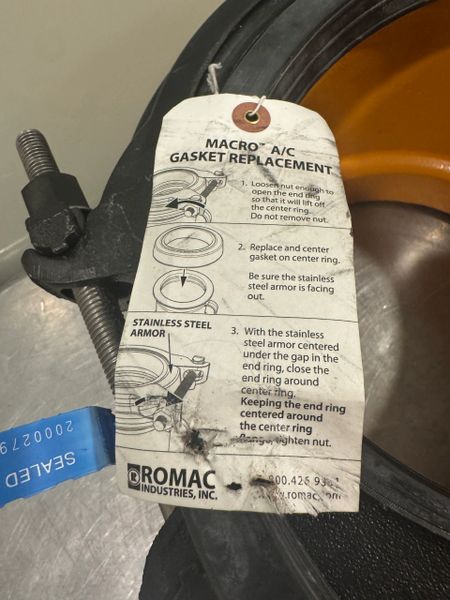 MACRO™ A/C
GASKET REPLACEMENT
1. Loosen nut enough to
open the end ring
so that it will lift off
the center ring.
Do not remove nut.
2. Replace and center
gasket on center ring.
Be sure the stainless
steel armor is facing
out.
STAINLESS STEEL
ARMOR
3. With the stainless
steel armor centered
under the gap in the
end ring, close the
end ring around
center ring.
Keeping the end ring
centered around
the center ring
flange, tighten nut.
R ROMAC
INDUSTRIES, INC.
SEALED
2000279